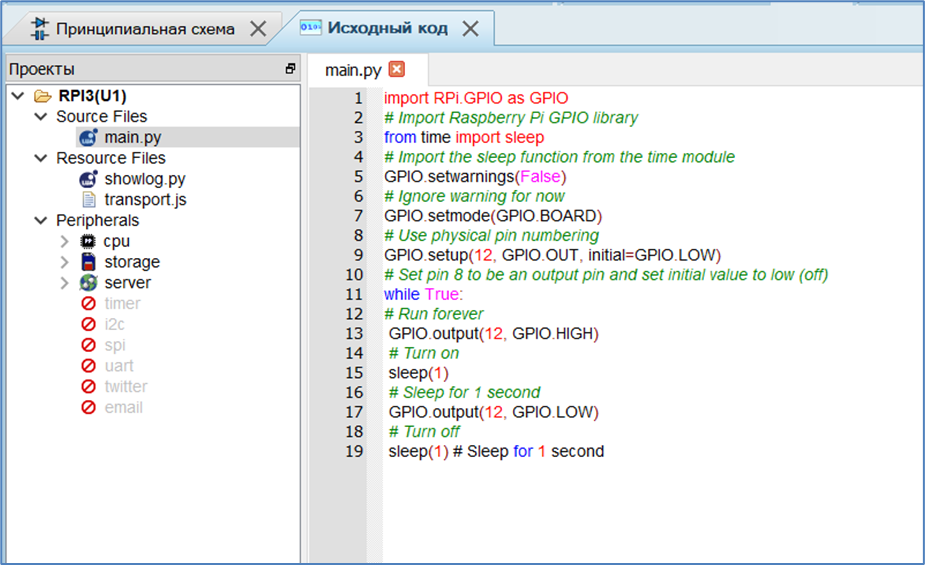 Принципиальная схема
Исходный код
Проекты
RPI3(U1)
Source Files
main.py
Resource Files
showlog.py
transport.js
Peripherals
cpu
storage
server
timer
i2c
spi
uart
twitter
email
main.py
1 import RPi.GPIO as GPIO
2 # Import Raspberry Pi GPIO library
3 from time import sleep
4 # Import the sleep function from the time module
5 GPIO.setwarnings(False)
6 # Ignore warning for now
7 GPIO.setmode(GPIO.BOARD)
8 # Use physical pin numbering
9 GPIO.setup(12, GPIO.OUT, initial=GPIO.LOW)
10 # Set pin 8 to be an output pin and set initial value to low (off)
11 while True:
12 # Run forever
13  GPIO.output(12, GPIO.HIGH)
14  # Turn on
15  sleep(1)
16  # Sleep for 1 second
17  GPIO.output(12, GPIO.LOW)
18  # Turn off
19  sleep(1) # Sleep for 1 second